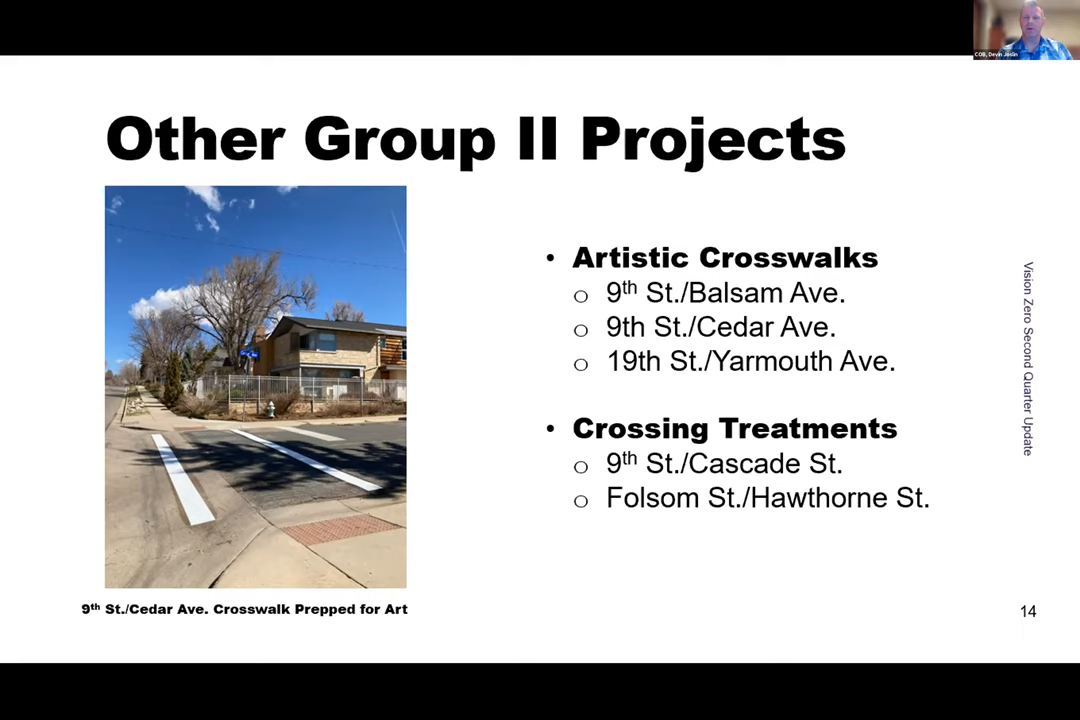 COB, Devin Joslin
Other Group II Projects
• Artistic Crosswalks
o 9th St./Balsam Ave.
o 9th St./Cedar Ave.
o 19th St./Yarmouth Ave.
• Crossing Treatments
o 9th St./Cascade St.
o Folsom St./Hawthorne St.
Vision Zero Second Quarter Update
9th St./Cedar Ave. Crosswalk Prepped for Art
14